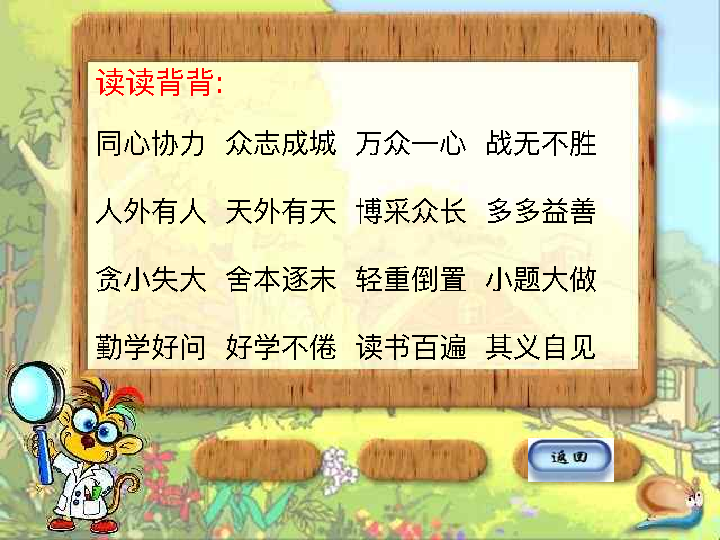 读读背背:
同心协力 众志成城 万众一心 战无不胜
人外有人 天外有天 博采众长 多多益善
贪小失大 舍本逐末 轻重倒置 小题大做
勤学好问 好学不倦 读书百遍 其义自见
返回